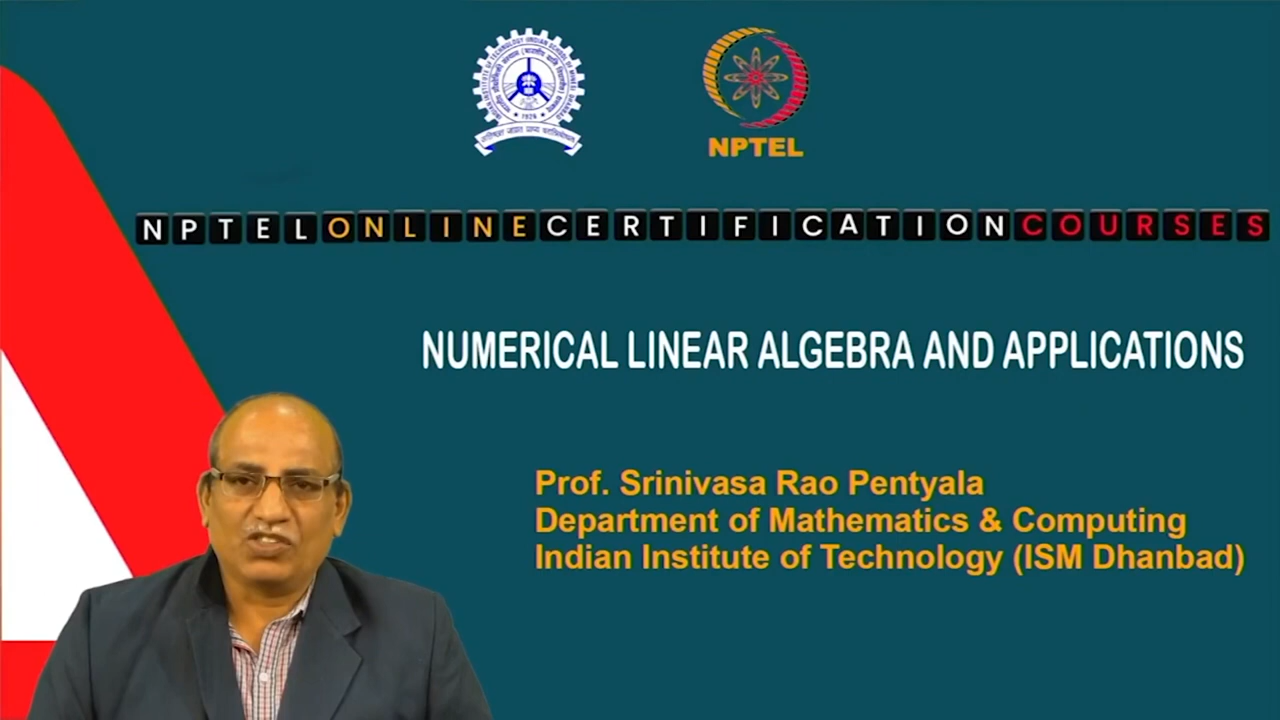 1926
NPTEL
NPTEL ONLINE CERTIFICATION COURSES
NUMERICAL LINEAR ALGEBRA AND APPLICATIONS
Prof. Srinivasa Rao Pentyala
Department of Mathematics & Computing
Indian Institute of Technology (ISM Dhanbad)